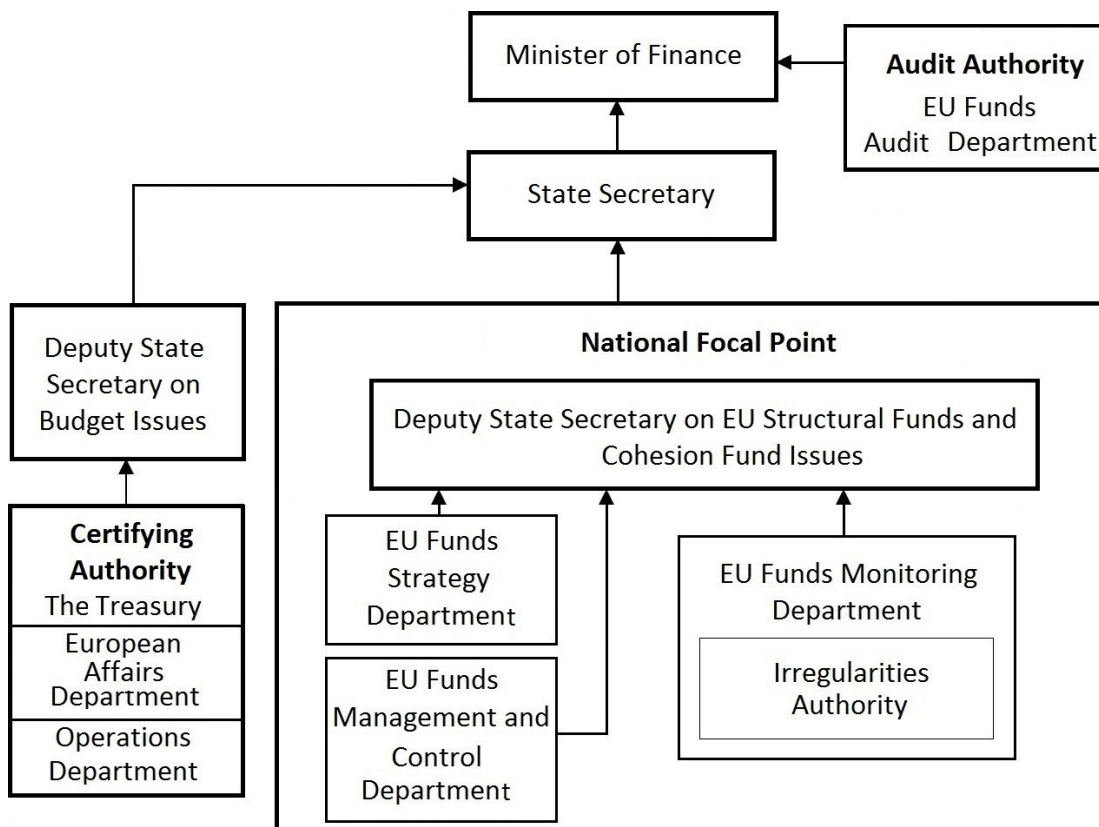 Minister of Finance
Audit Authority
EU Funds
Audit Department
State Secretary
Deputy State
Secretary on
Budget Issues
National Focal Point
Deputy State Secretary on EU Structural Funds and
Cohesion Fund Issues
Certifying
Authority
The Treasury
European
Affairs
Department
Operations
Department
EU Funds
Strategy
Department
EU Funds
Management and
Control
Department
EU Funds Monitoring
Department
Irregularities
Authority